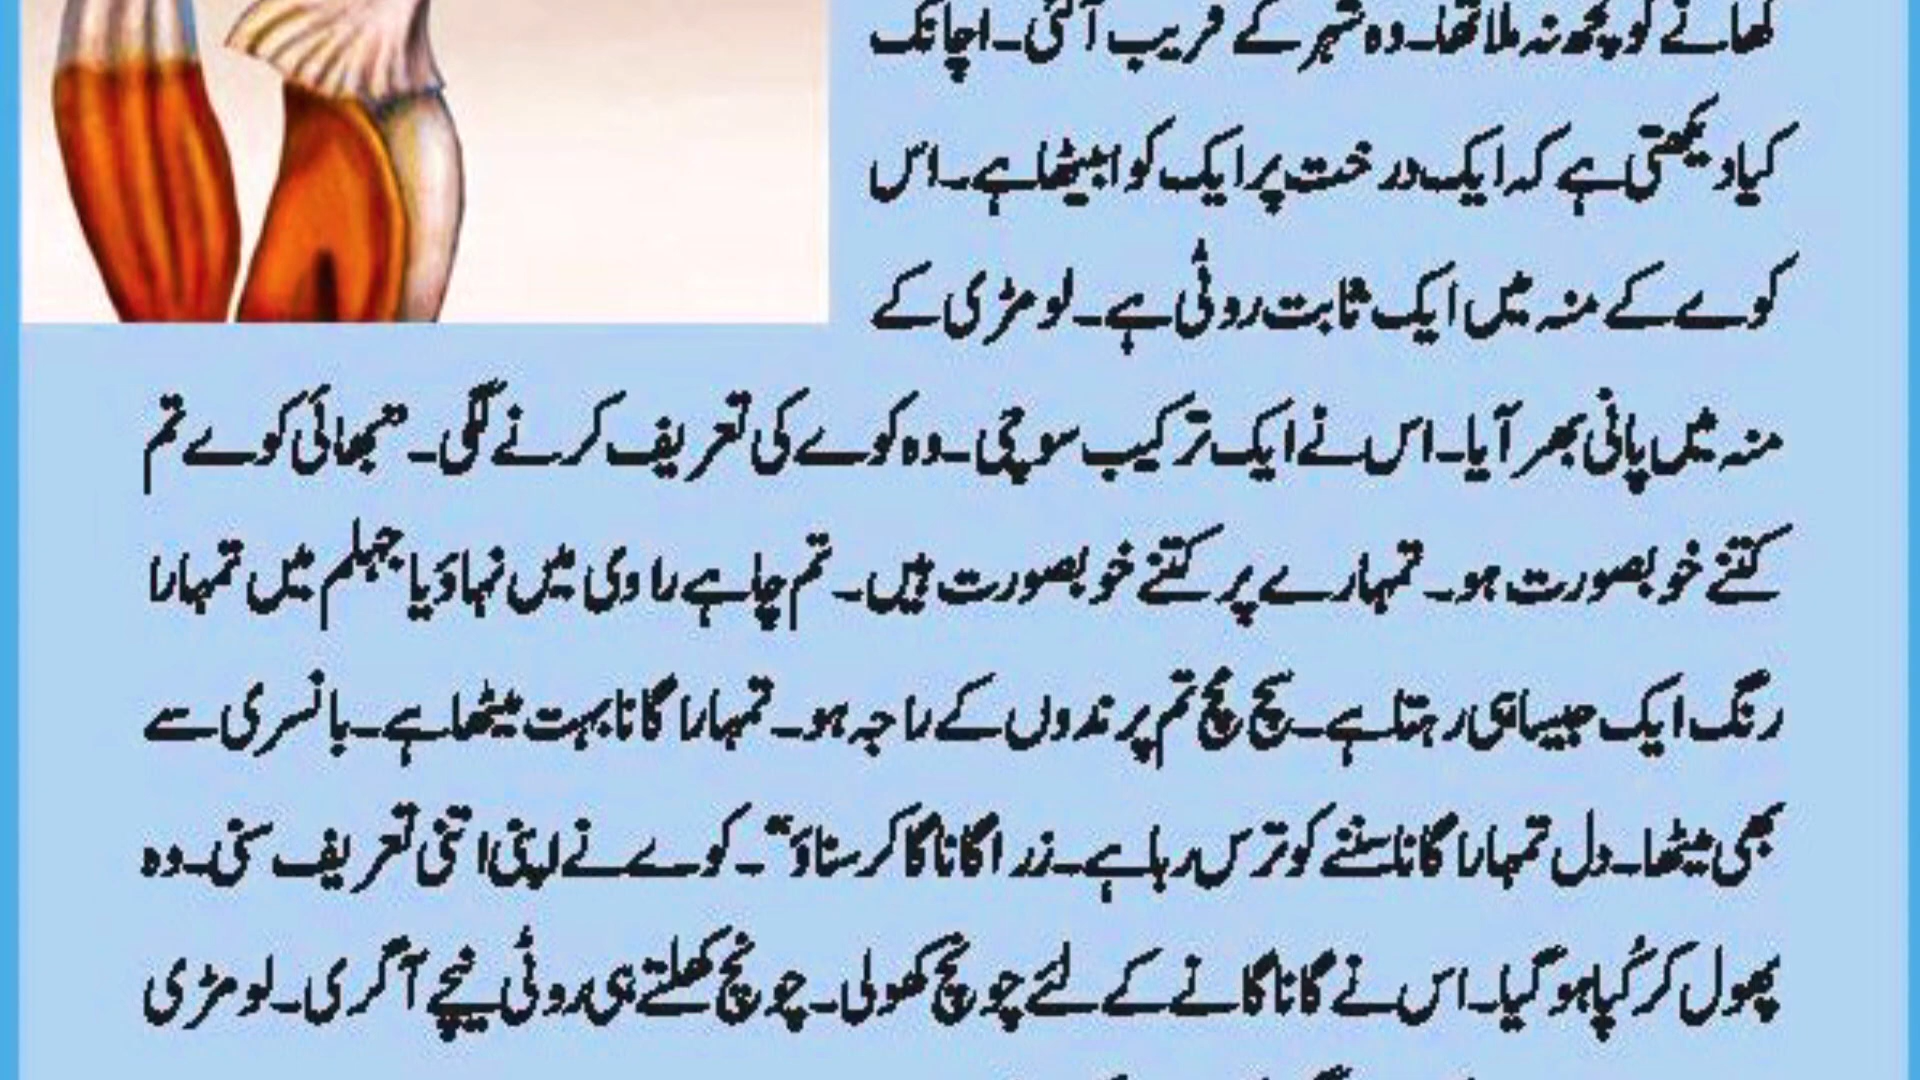 کھانے کو کچھ نہ ملا تھا۔ وہ شہر کے قریب آ گئی۔ اچانک
کیا دیکھتی ہے کہ ایک درخت پر ایک کوا بیٹھا ہے۔ اس
کوے کے منہ میں ایک ثابت روٹی ہے۔ لومڑی کے
منہ میں پانی بھر آیا۔ اس نے ایک ترکیب سوچی۔ وہ کوے کی تعریف کرنے لگی۔ ”بھائی کوے تم
کتنے خوبصورت ہو۔ تمہارے پر کتنے خوبصورت ہیں۔ تم چاہے راوی میں نہاؤ یا جہلم میں تمہارا
رنگ ایک جیسا ہی رہتا ہے۔ سچ مچ تم پرندوں کے راجہ ہو۔ تمہارا گانا بہت میٹھا ہے۔ بانسری سے
بھی میٹھا۔ دل تمہارا گانا سننے کو ترس رہا ہے۔ زرا گانا گا کر سناؤ“۔ کوے نے اپنی اتنی تعریف سنی۔ وہ
پھول کر کُپا ہو گیا۔ اس نے گانا گانے کے لئے چونچ کھولی۔ چونچ کھلتے ہی روٹی نیچے آ گری۔ لومڑی